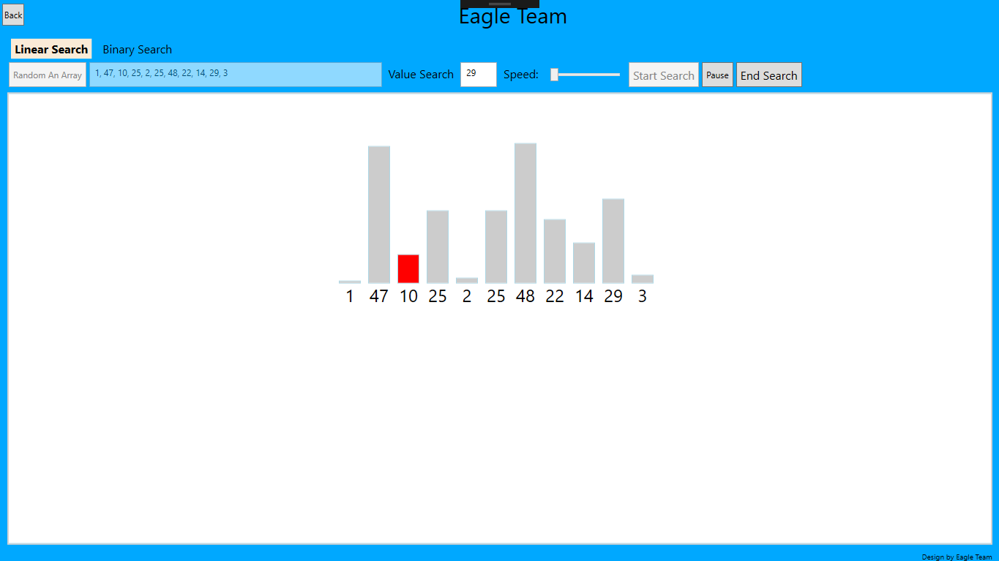 Back
Eagle Team
Linear Search Binary Search
Random An Array 1, 47, 10, 25, 2, 25, 48, 22, 14, 29, 3 Value Search 29 Speed: Start Search Pause End Search
1 47 10 25 2 25 48 22 14 29 3
Design by Eagle Team